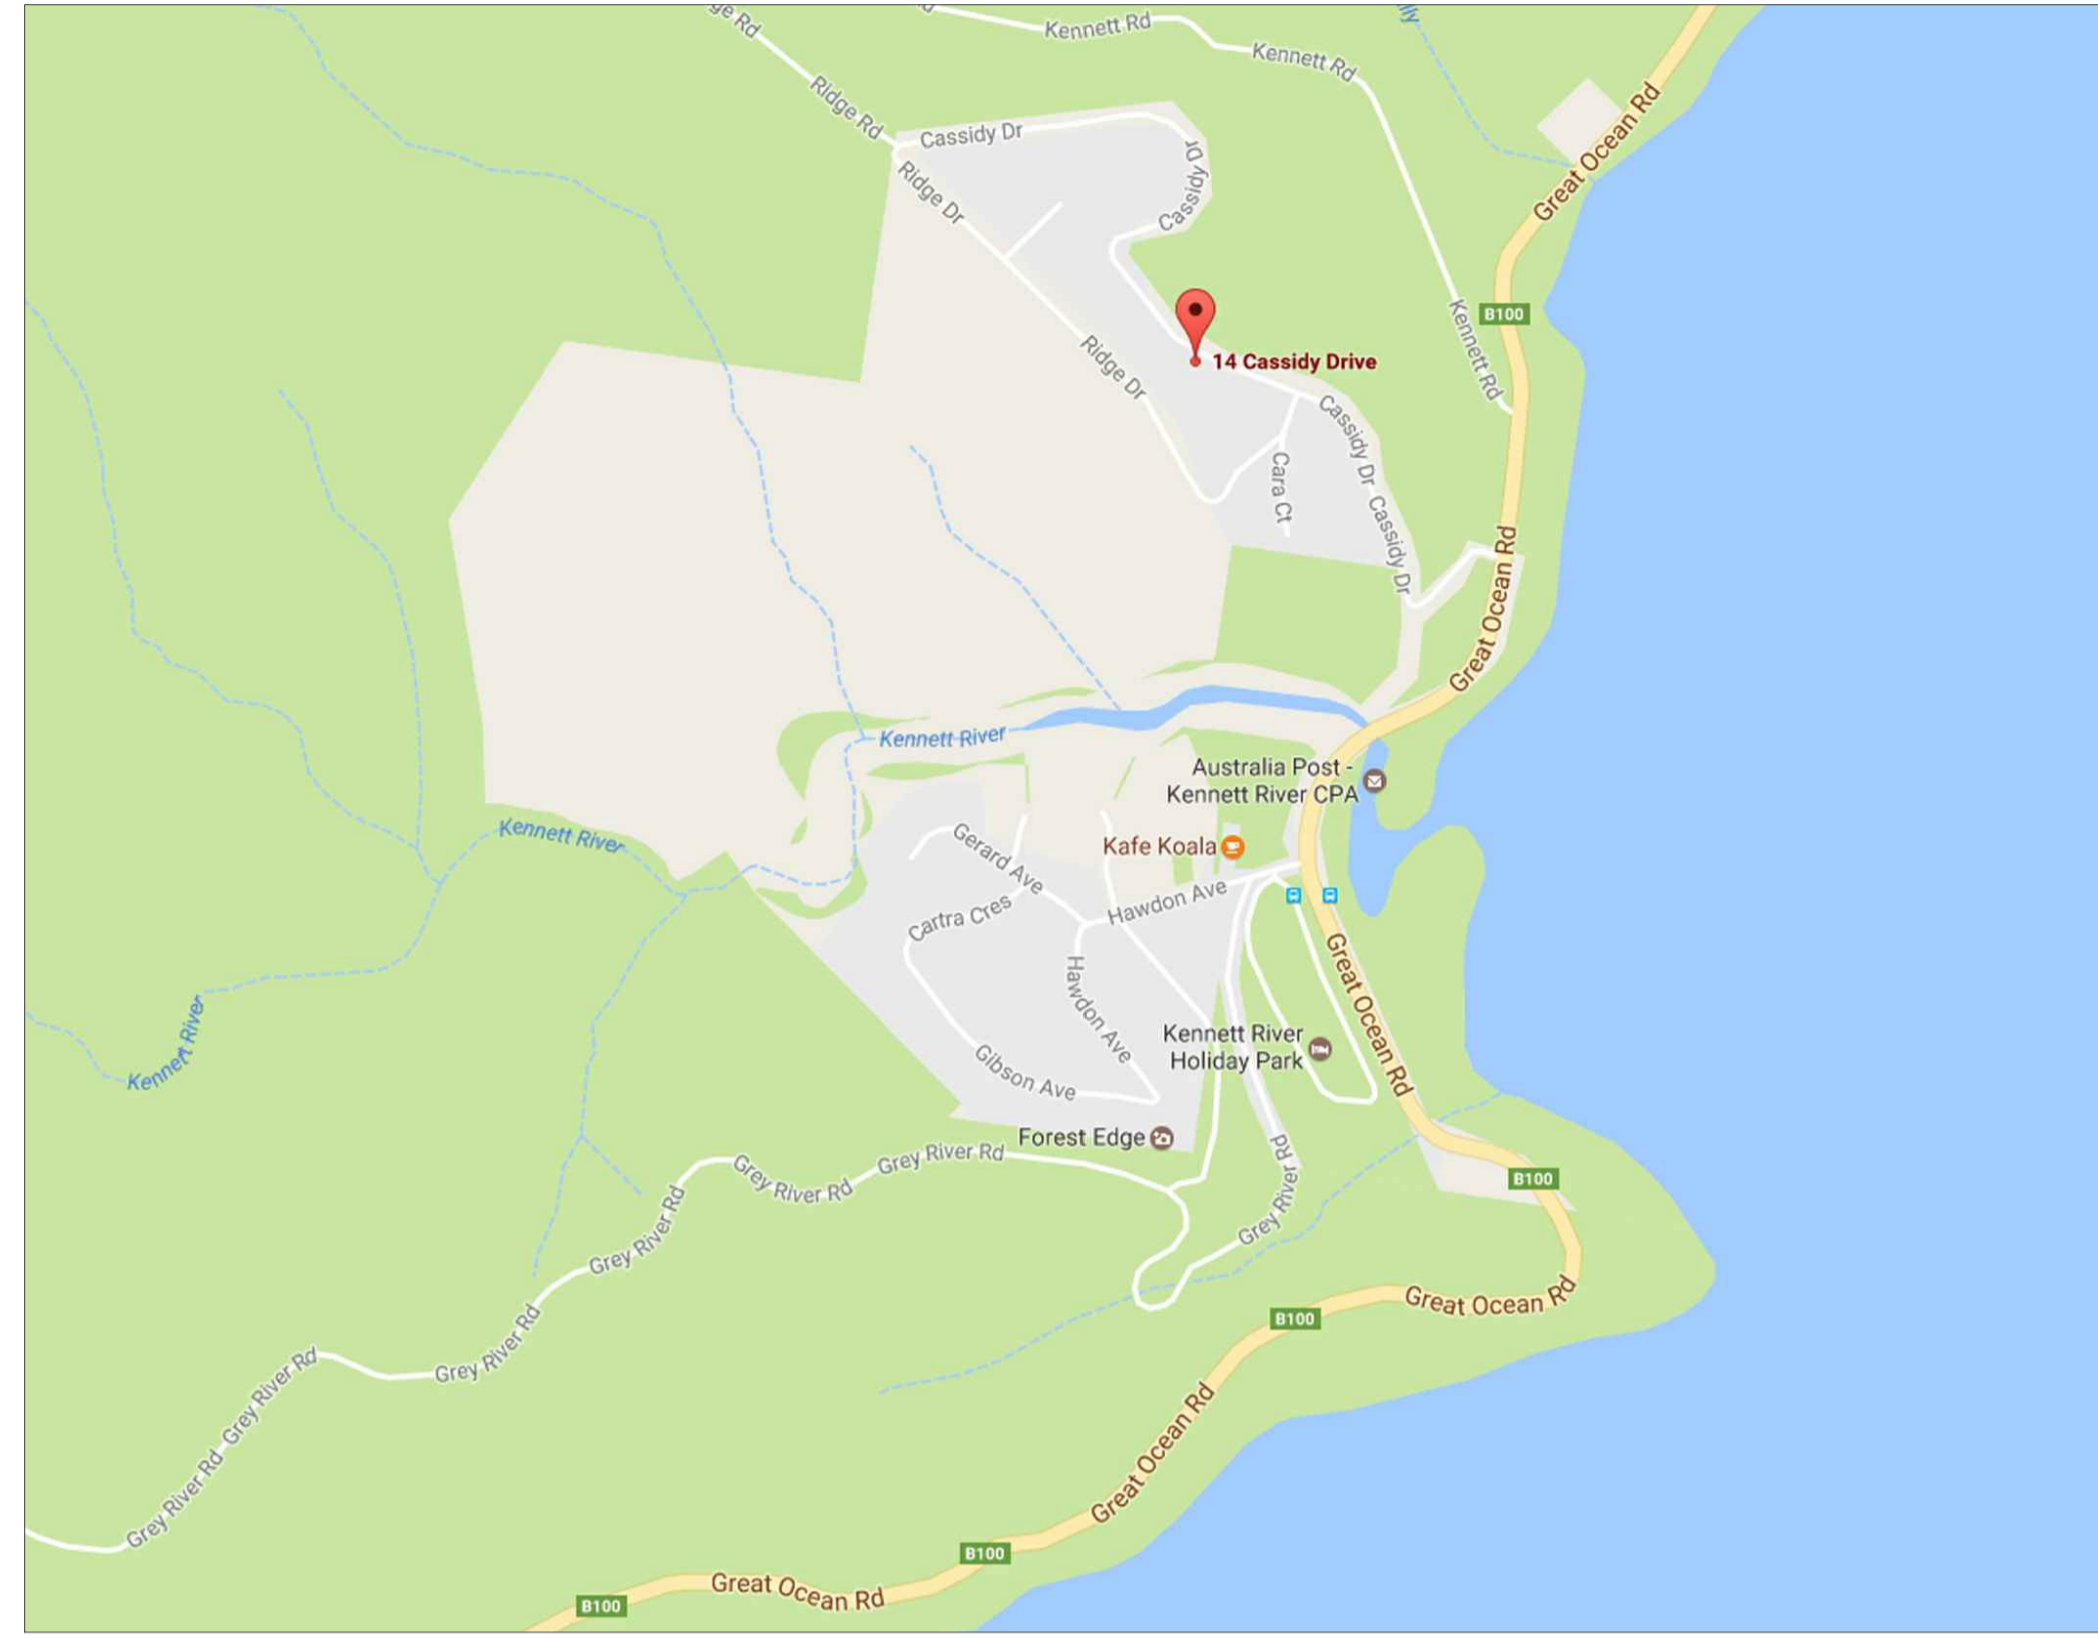 ge Rd
Kennett Rd
Kennett Rd
Ridge Rd
Cassidy Dr
Cassidy Dr
Ridge Dr
Great Ocean Rd
B100
Kennett Rd
Ridge Dr
14 Cassidy Drive
Cassidy Dr
Cara Ct
Cassidy Dr
Great Ocean Rd
Kennett River
Australia Post -
Kennett River CPA
Kennett River
Kafe Koala
Gerard Ave
Hawdon Ave
Cartra Cres
Great Ocean Rd
Hawdon Ave
Kennett River
Kennett River
Holiday Park
Gibson Ave
Forest Edge
Grey River Rd
Grey River Rd
Grey River Rd
B100
Grey River Rd
Grey River Rd
Great Ocean Rd
B100
Grey River Rd
Grey River Rd
Great Ocean Rd
Grey River Rd
B100
Great Ocean Rd
B100